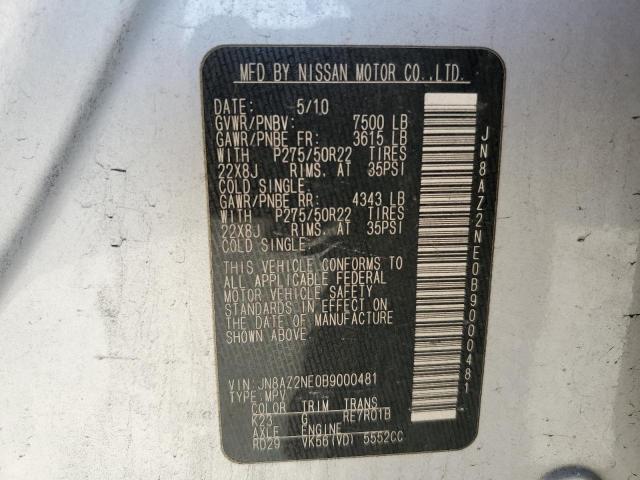 MFD BY NISSAN MOTOR CO.,LTD.
DATE: 5/10
GVWR/PNBV: 7500 LB
GAWR/PNBE FR: 3615 LB
WITH P275/50R22 TIRES
22X8J RIMS. AT 35PSI
COLD SINGLE.
GAWR/PNBE RR: 4343 LB
WITH P275/50R22 TIRES
22X8J RIMS. AT 35PSI
COLD SINGLE.
THIS VEHICLE CONFORMS TO
ALL APPLICABLE FEDERAL
MOTOR VEHICLE SAFETY
STANDARDS IN EFFECT ON
THE DATE OF MANUFACTURE
SHOWN ABOVE.
VIN: JN8AZ2NE0B9000481
TYPE:MPV
COLOR TRIM TRANS
K23 G RE7R01B
AXLE ENGINE
RD29 VK56(VD) 5552CC
JN8AZ2NE0B9000481